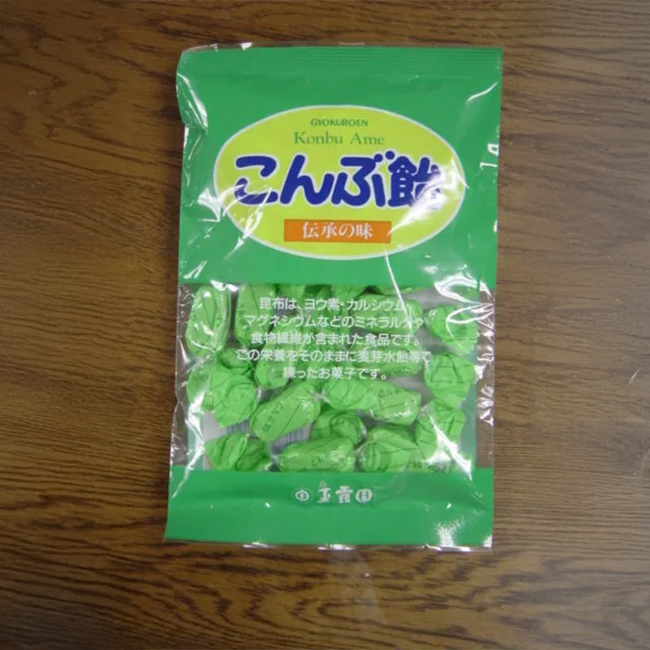 GYOKUROEN
Konbu Ame
こんぶ飴
伝承の味
昆布は、ヨウ素・カルシウム
マグネシウムなどのミネラル分や
食物繊維が含まれた食品です。
この栄養をそのままに麦芽水飴等で
練ったお菓子です。
玉露園